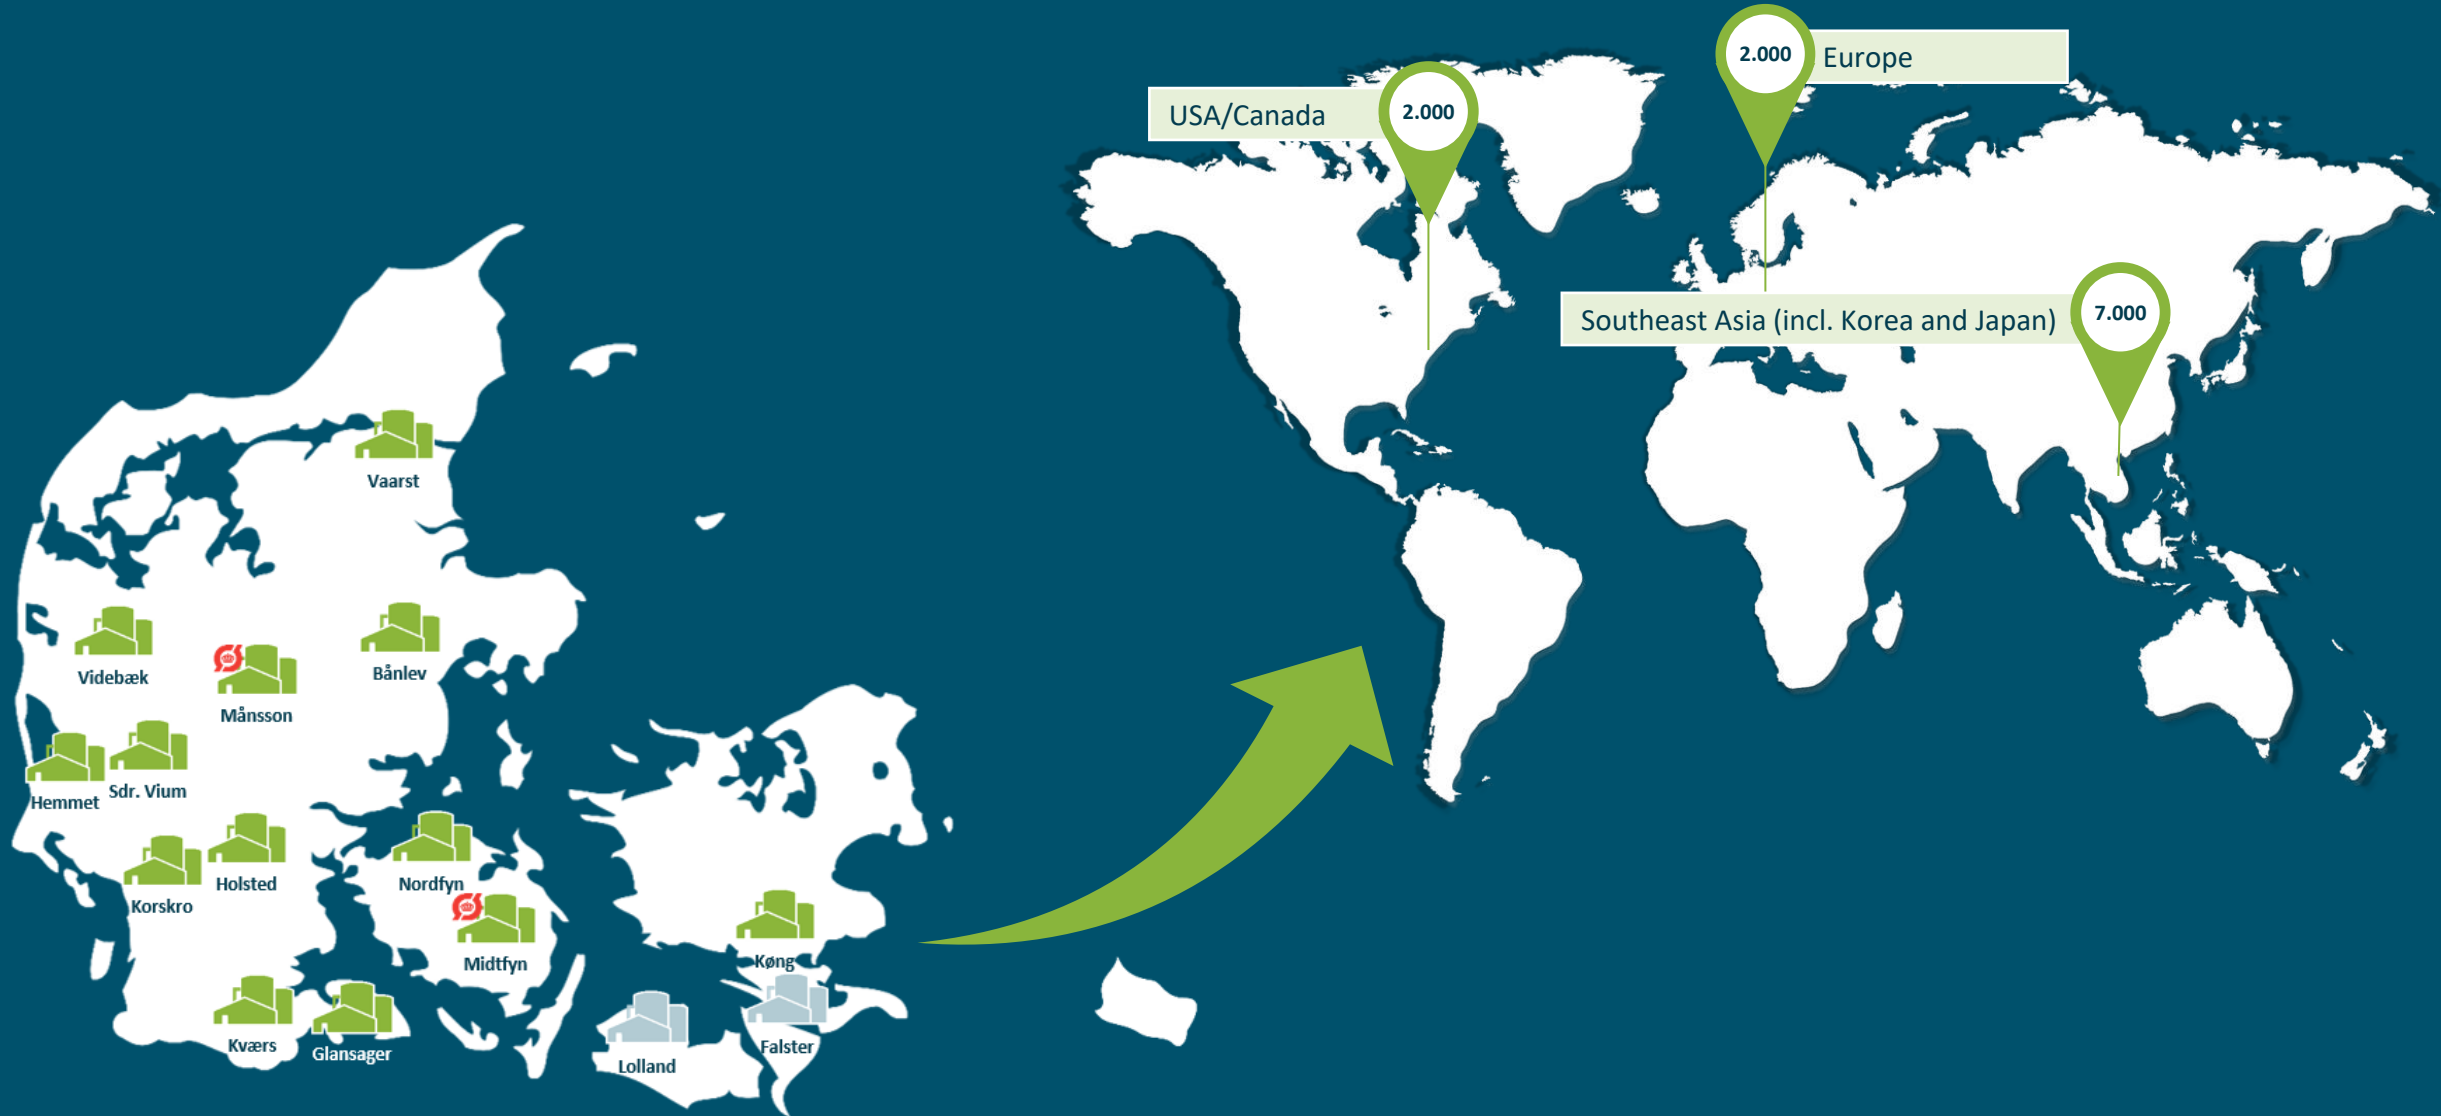 2.000
Europe
USA/Canada
2.000
Southeast Asia (incl. Korea and Japan)
7.000
Vaarst
Videbæk
Månsson
Bånlev
Hemmet
Sdr. Vium
Korskro
Holsted
Nordfyn
Midtfyn
Køng
Kværs
Glansager
Lolland
Falster